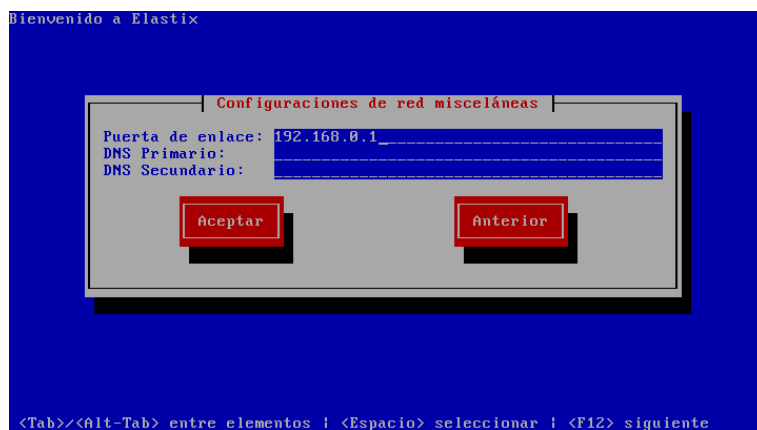 Bienvenido a Elastix
Configuraciones de red misceláneas
Puerta de enlace: 192.168.0.1
DNS Primario:
DNS Secundario:
Aceptar
Anterior
<Tab>/<Alt-Tab> entre elementos | <Espacio> seleccionar | <F12> siguiente